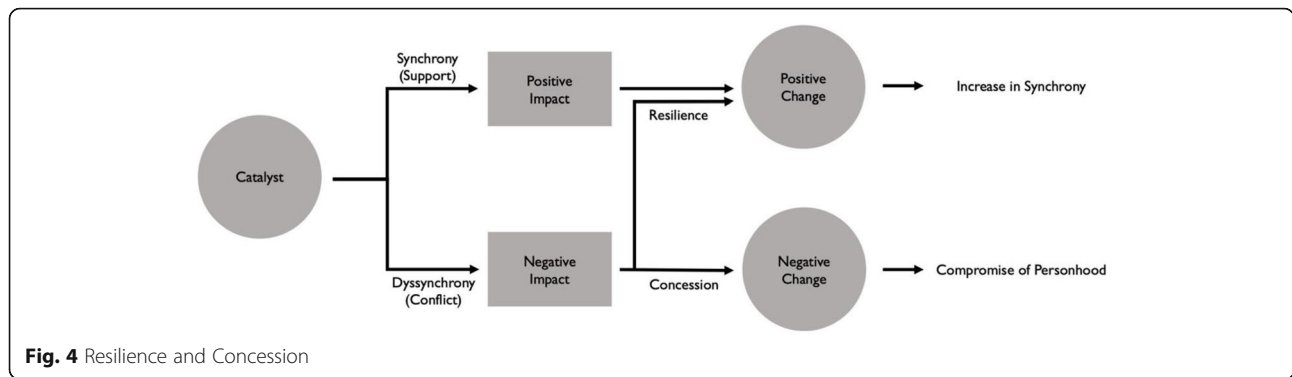 Synchrony
(Support)
Positive
Impact
Positive
Change
Increase in Synchrony
Resilience
Catalyst
Dyssynchrony
(Conflict)
Negative
Impact
Concession
Negative
Change
Compromise of Personhood
Fig. 4 Resilience and Concession